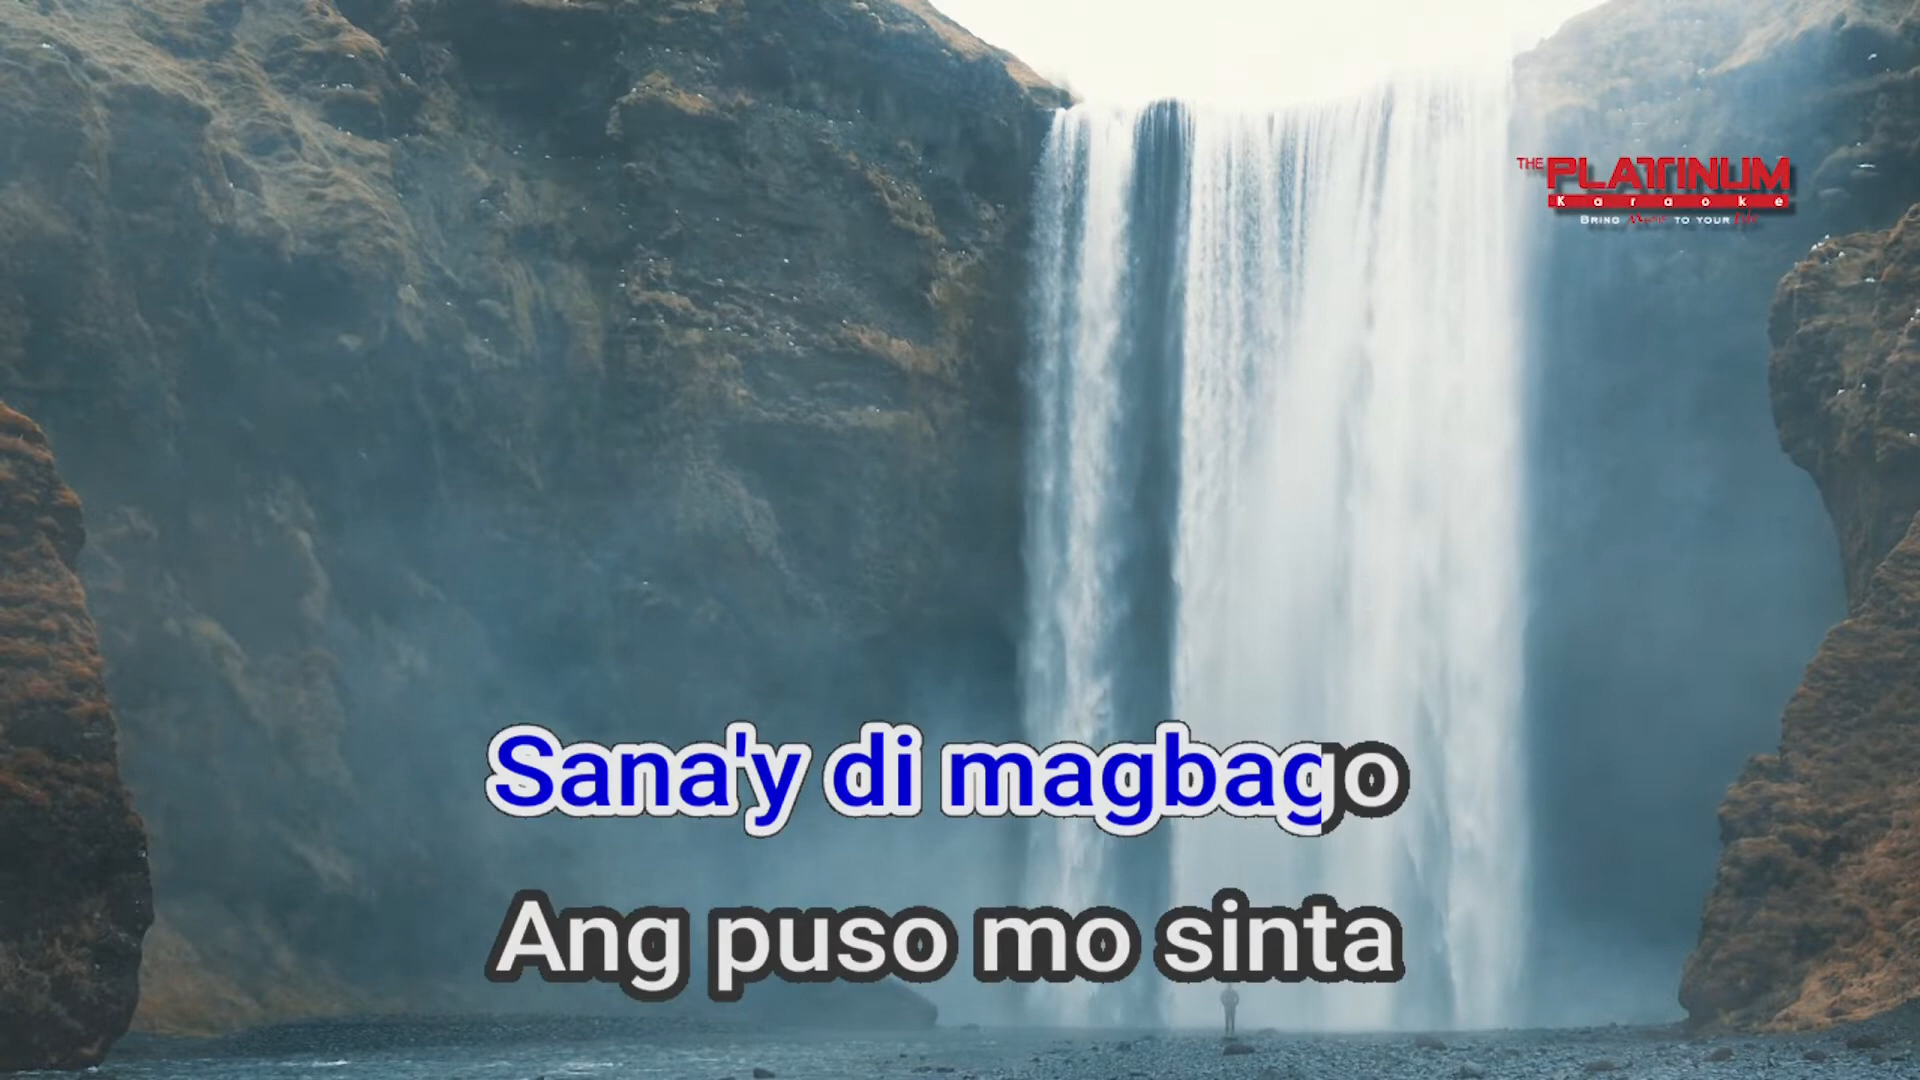 THE PLATINUM
Karaoke
BRING Music TO YOUR Life
Sana'y di magbago
Ang puso mo sinta